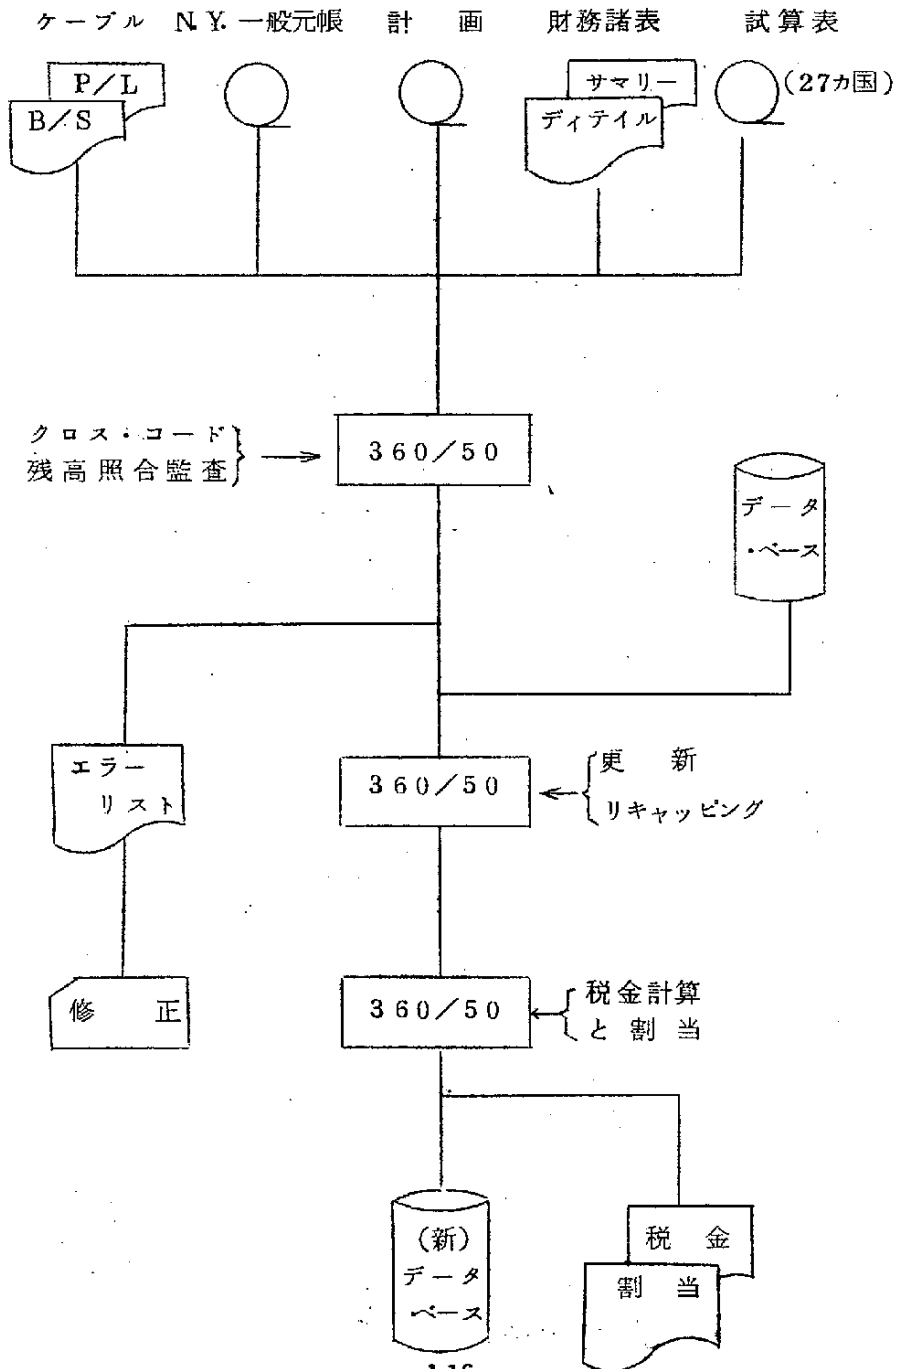 ケーブル N.Y.一般元帳 計画 財務諸表 試算表
P/L
B/S
サマリー
ディテイル
(27ヵ国)
クロス・コード
残高照合監査
360/50
データ
・ベース
エラー
リスト
360/50
更新
リキャッピング
修正
360/50
税金計算
と割当
(新)
データ
・ベース
税金
割当